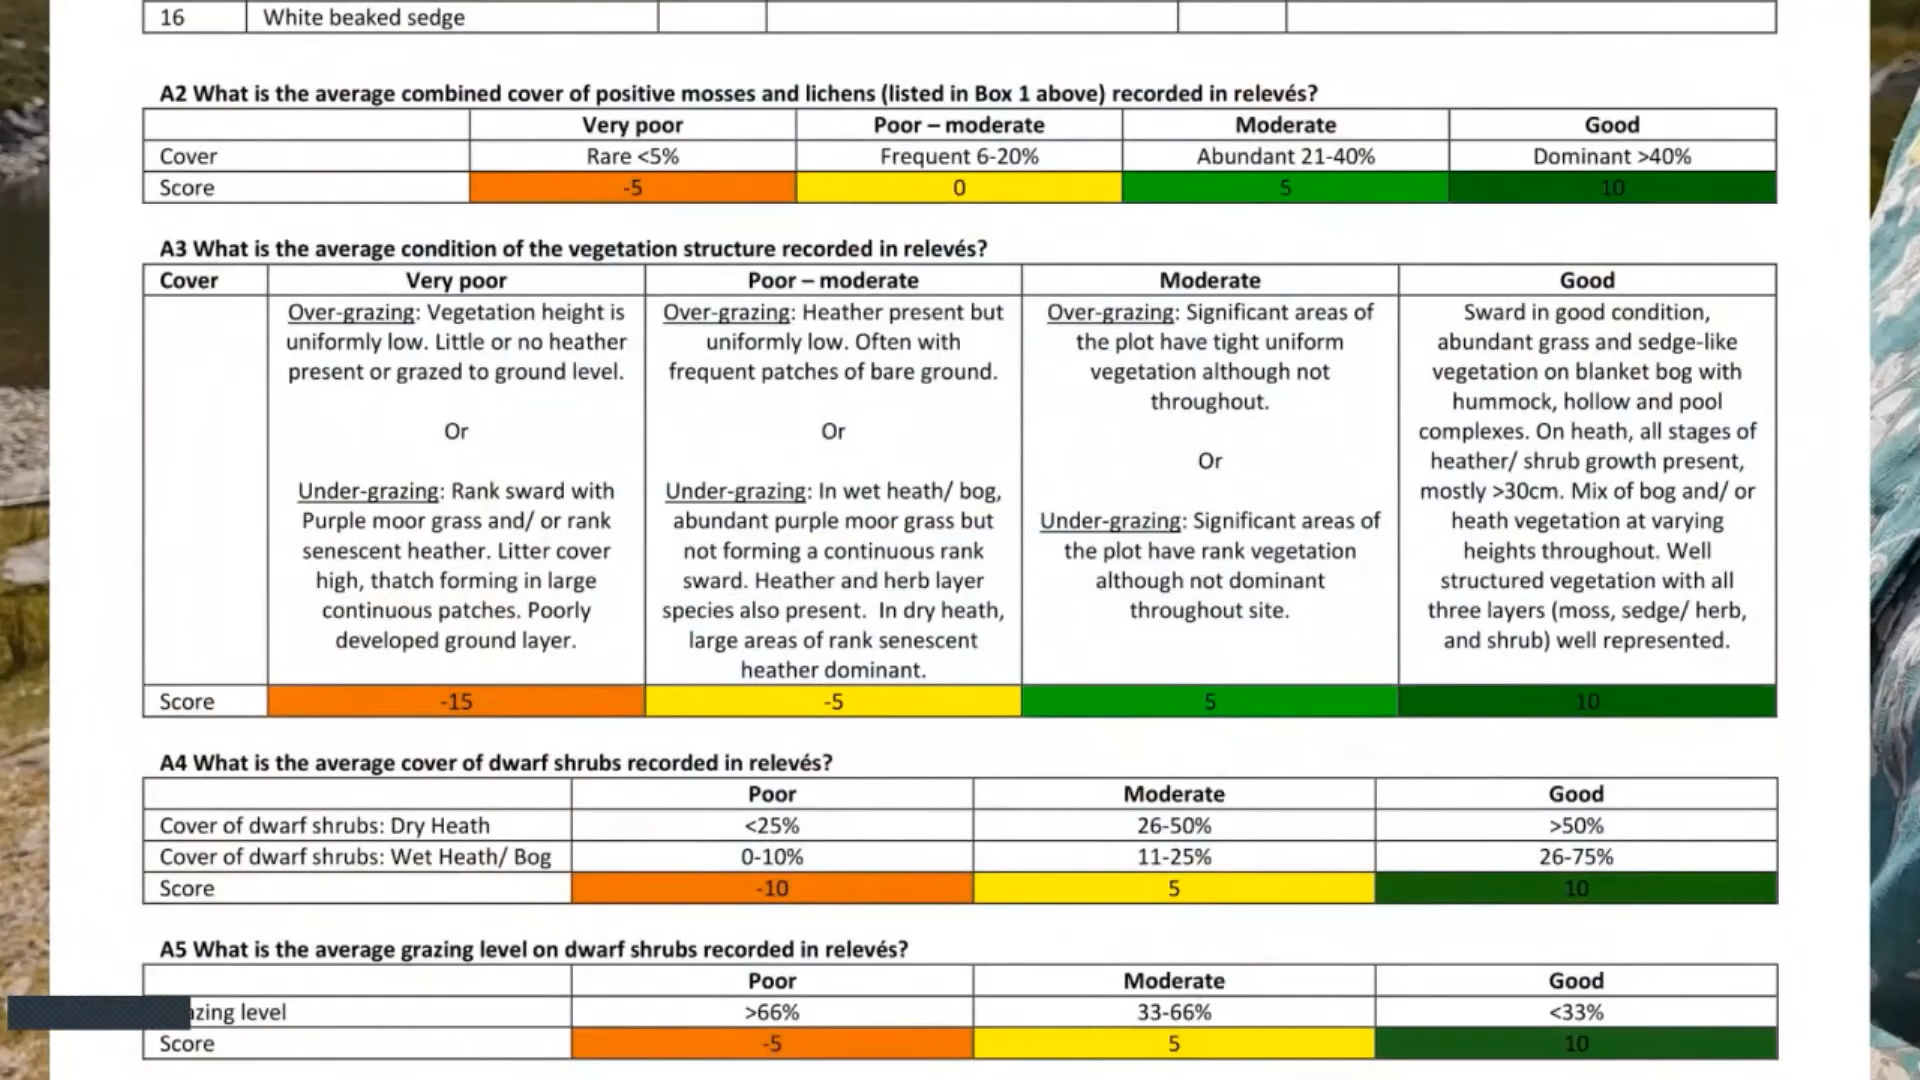 16 White beaked sedge
A2 What is the average combined cover of positive mosses and lichens (listed in Box 1 above) recorded in relevés?
Very poor Poor – moderate Moderate Good
Cover Rare <5% Frequent 6-20% Abundant 21-40% Dominant >40%
Score -5 0 5 10
A3 What is the average condition of the vegetation structure recorded in relevés?
Cover Very poor Poor – moderate Moderate Good
Over-grazing: Vegetation height is
uniformly low. Little or no heather
present or grazed to ground level.
Or
Under-grazing: Rank sward with
Purple moor grass and/ or rank
senescent heather. Litter cover
high, thatch forming in large
continuous patches. Poorly
developed ground layer.
Over-grazing: Heather present but
uniformly low. Often with
frequent patches of bare ground.
Or
Under-grazing: In wet heath/ bog,
abundant purple moor grass but
not forming a continuous rank
sward. Heather and herb layer
species also present. In dry heath,
large areas of rank senescent
heather dominant.
Over-grazing: Significant areas of
the plot have tight uniform
vegetation although not
throughout.
Or
Under-grazing: Significant areas of
the plot have rank vegetation
although not dominant
throughout site.
Sward in good condition,
abundant grass and sedge-like
vegetation on blanket bog with
hummock, hollow and pool
complexes. On heath, all stages of
heather/ shrub growth present,
mostly >30cm. Mix of bog and/ or
heath vegetation at varying
heights throughout. Well
structured vegetation with all
three layers (moss, sedge/ herb,
and shrub) well represented.
Score -15 -5 5 10
A4 What is the average cover of dwarf shrubs recorded in relevés?
Poor Moderate Good
Cover of dwarf shrubs: Dry Heath <25% 26-50% >50%
Cover of dwarf shrubs: Wet Heath/ Bog 0-10% 11-25% 26-75%
Score -10 5 10
A5 What is the average grazing level on dwarf shrubs recorded in relevés?
Poor Moderate Good
azing level >66% 33-66% <33%
Score -5 5 10